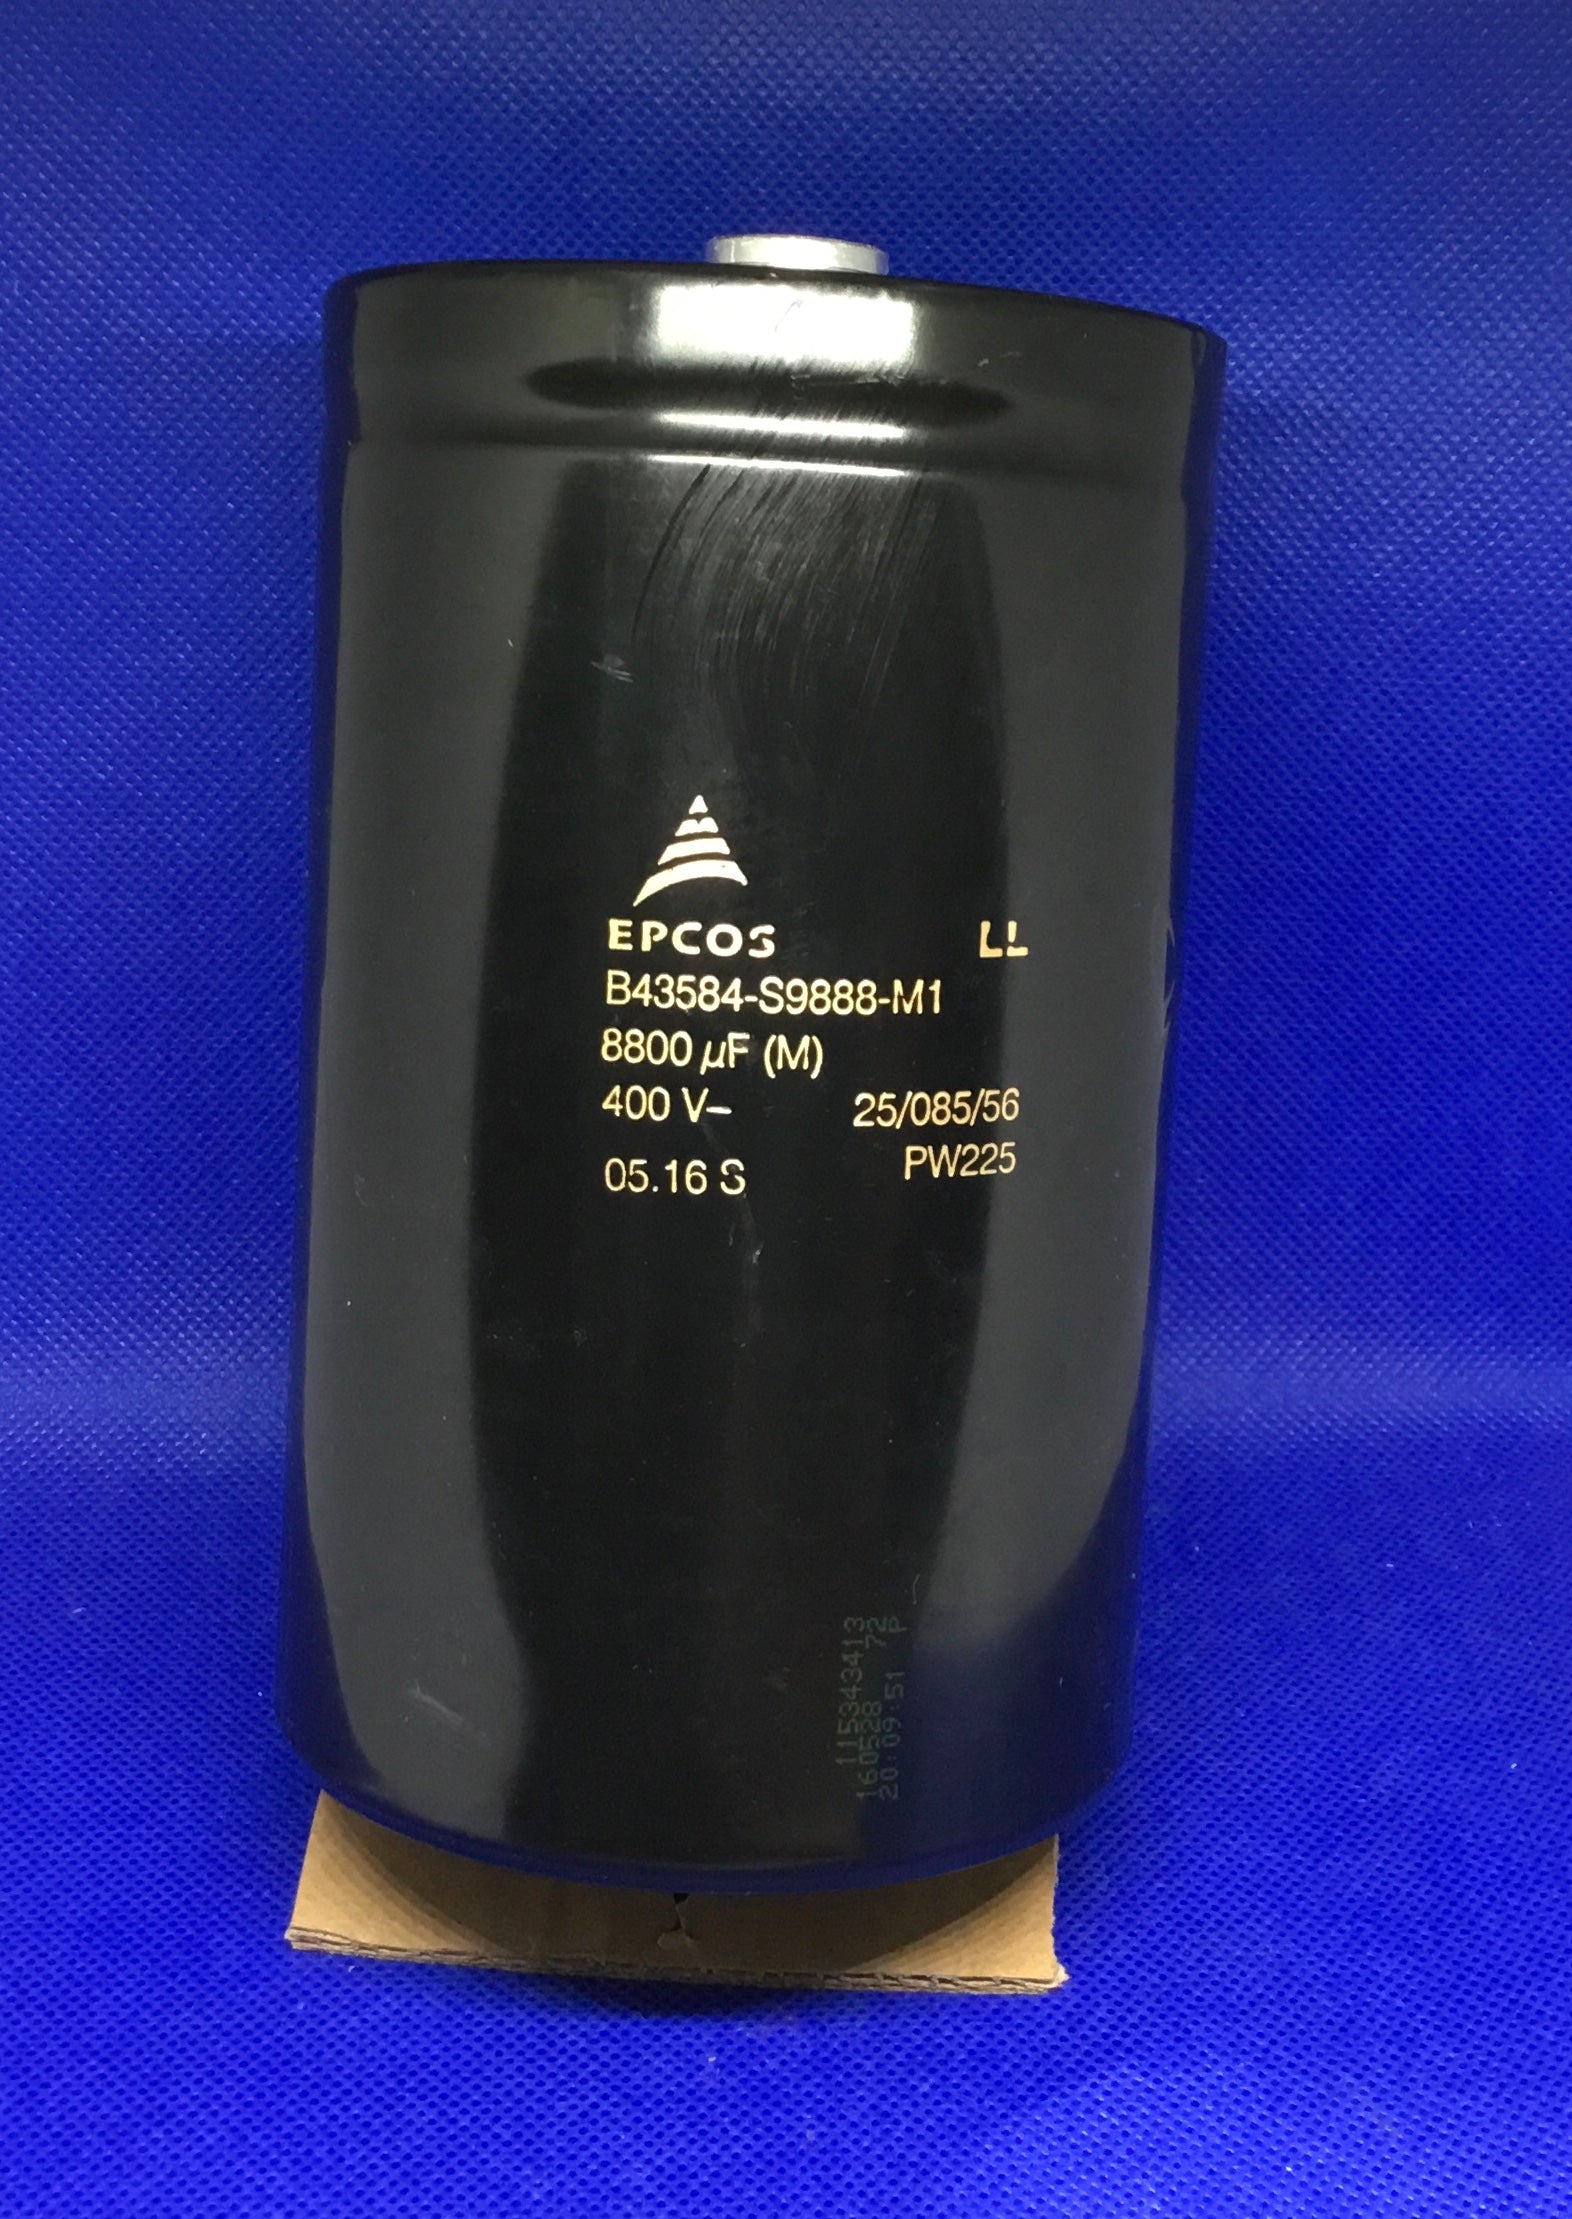 EPCOS LL
B43584-S9888-M1
8800 µF (M)
400 V– 25/085/56
PW225
05.16 S
115343413
160528 72
20:09:51 P